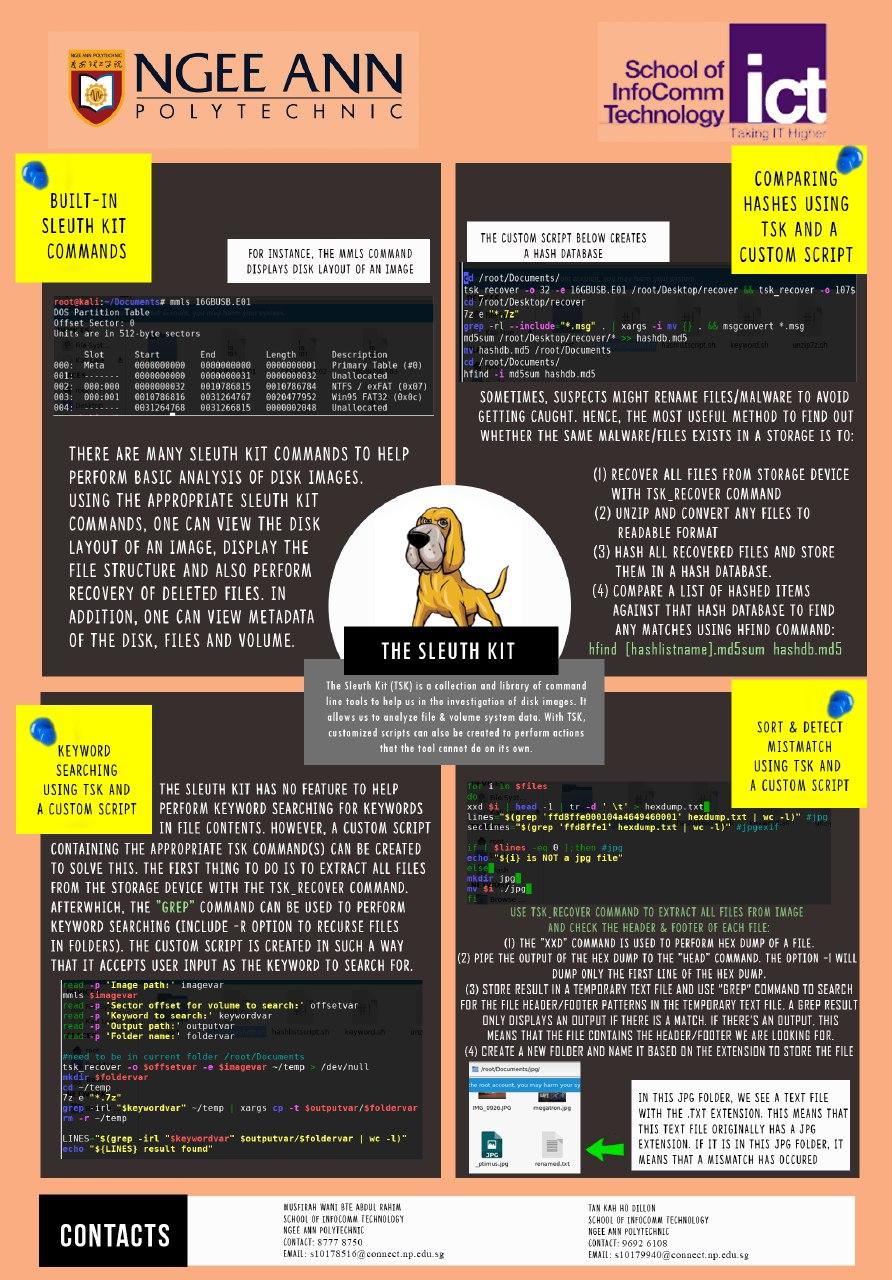 NGEE ANN POLYTECHNIC
NGEE ANN
POLYTECHNIC
School of
InfoComm
Technology
ict
Taking IT Higher
BUILT-IN
SLEUTH KIT
COMMANDS
FOR INSTANCE, THE MMLS COMMAND
DISPLAYS DISK LAYOUT OF AN IMAGE
root@kali:~/Documents# mmls 16GBUSB.E01
DOS Partition Table
Offset Sector: 0
Units are in 512-byte sectors
Slot Start End Length Description
000: Meta 0000000000 0000000000 0000000001 Primary Table (#0)
001: ------- 0000000000 0000000031 0000000032 Unallocated
002: 000:000 0000000032 0010786815 0010786784 NTFS / exFAT (0x07)
003: 000:001 0010786816 0031264767 0020477952 Win95 FAT32 (0x0c)
004: ------- 0031264768 0031266815 0000002048 Unallocated
THERE ARE MANY SLEUTH KIT COMMANDS TO HELP
PERFORM BASIC ANALYSIS OF DISK IMAGES.
USING THE APPROPRIATE SLEUTH KIT
COMMANDS, ONE CAN VIEW THE DISK
LAYOUT OF AN IMAGE, DISPLAY THE
FILE STRUCTURE AND ALSO PERFORM
RECOVERY OF DELETED FILES. IN
ADDITION, ONE CAN VIEW METADATA
OF THE DISK, FILES AND VOLUME.
COMPARING
HASHES USING
TSK AND A
CUSTOM SCRIPT
THE CUSTOM SCRIPT BELOW CREATES
A HASH DATABASE
cd /root/Documents/
tsk_recover -o 32 -e 16GBUSB.E01 /root/Desktop/recover && tsk_recover -o 107$
cd /root/Desktop/recover
7z e "*.7z"
grep -rl --include="*.msg" . | xargs -i mv {} . && msgconvert *.msg
md5sum /root/Desktop/recover/* >> hashdb.md5
mv hashdb.md5 /root/Documents
cd /root/Documents/
hfind -i md5sum hashdb.md5
SOMETIMES, SUSPECTS MIGHT RENAME FILES/MALWARE TO AVOID
GETTING CAUGHT. HENCE, THE MOST USEFUL METHOD TO FIND OUT
WHETHER THE SAME MALWARE/FILES EXISTS IN A STORAGE IS TO:
(1) RECOVER ALL FILES FROM STORAGE DEVICE
WITH TSK_RECOVER COMMAND
(2) UNZIP AND CONVERT ANY FILES TO
READABLE FORMAT
(3) HASH ALL RECOVERED FILES AND STORE
THEM IN A HASH DATABASE.
(4) COMPARE A LIST OF HASHED ITEMS
AGAINST THAT HASH DATABASE TO FIND
ANY MATCHES USING HFIND COMMAND:
hfind [hashlistname].md5sum hashdb.md5
THE SLEUTH KIT
The Sleuth Kit (TSK) is a collection and library of command
line tools to help us in the investigation of disk images. It
allows us to analyze file & volume system data. With TSK,
customized scripts can also be created to perform actions
that the tool cannot do on its own.
KEYWORD
SEARCHING
USING TSK AND
A CUSTOM SCRIPT
THE SLEUTH KIT HAS NO FEATURE TO HELP
PERFORM KEYWORD SEARCHING FOR KEYWORDS
IN FILE CONTENTS. HOWEVER, A CUSTOM SCRIPT
CONTAINING THE APPROPRIATE TSK COMMAND(S) CAN BE CREATED
TO SOLVE THIS. THE FIRST THING TO DO IS TO EXTRACT ALL FILES
FROM THE STORAGE DEVICE WITH THE TSK_RECOVER COMMAND.
AFTERWHICH, THE "GREP" COMMAND CAN BE USED TO PERFORM
KEYWORD SEARCHING (INCLUDE -R OPTION TO RECURSE FILES
IN FOLDERS). THE CUSTOM SCRIPT IS CREATED IN SUCH A WAY
THAT IT ACCEPTS USER INPUT AS THE KEYWORD TO SEARCH FOR.
read -p 'Image path:' imagevar
mmls $imagevar
read -p 'Sector offset for volume to search:' offsetvar
read -p 'Keyword to search:' keywordvar
read -p 'Output path:' outputvar
read -p 'Folder name:' foldervar
#need to be in current folder /root/Documents
tsk_recover -o $offsetvar -e $imagevar ~/temp > /dev/null
mkdir $foldervar
cd ~/temp
7z e "*.7z"
grep -irl "$keywordvar" ~/temp | xargs cp -t $outputvar/$foldervar
rm -r ~/temp
LINES="$(grep -irl "$keywordvar" $outputvar/$foldervar | wc -l)"
echo "${LINES} result found"
SORT & DETECT
MISTMATCH
USING TSK AND
A CUSTOM SCRIPT
for i in $files
do
xxd $i | head -1 | tr -d ' \t' > hexdump.txt
lines="$(grep 'ffd8ffe000104a4649460001' hexdump.txt | wc -l)" #jpg
seclines="$(grep 'ffd8ffe1' hexdump.txt | wc -l)" #jpgexif
if [ $lines -eq 0 ];then #jpg
echo "${i} is NOT a jpg file"
else
mkdir jpg
mv $i ./jpg
fi
USE TSK_RECOVER COMMAND TO EXTRACT ALL FILES FROM IMAGE
AND CHECK THE HEADER & FOOTER OF EACH FILE:
(1) THE "XXD" COMMAND IS USED TO PERFORM HEX DUMP OF A FILE.
(2) PIPE THE OUTPUT OF THE HEX DUMP TO THE "HEAD" COMMAND. THE OPTION -1 WILL
DUMP ONLY THE FIRST LINE OF THE HEX DUMP.
(3) STORE RESULT IN A TEMPORARY TEXT FILE AND USE "GREP" COMMAND TO SEARCH
FOR THE FILE HEADER/FOOTER PATTERNS IN THE TEMPORARY TEXT FILE. A GREP RESULT
ONLY DISPLAYS AN OUTPUT IF THERE IS A MATCH. IF THERE'S AN OUTPUT, THIS
MEANS THAT THE FILE CONTAINS THE HEADER/FOOTER WE ARE LOOKING FOR.
(4) CREATE A NEW FOLDER AND NAME IT BASED ON THE EXTENSION TO STORE THE FILE
/root/Documents/jpg/
the root account, you may harm your sy
IMG_0926.JPG megatron.jpg
JPG
_ptimus.jpg renamed.txt
IN THIS JPG FOLDER, WE SEE A TEXT FILE
WITH THE .TXT EXTENSION. THIS MEANS THAT
THIS TEXT FILE ORIGINALLY HAS A JPG
EXTENSION. IF IT IS IN THIS JPG FOLDER, IT
MEANS THAT A MISMATCH HAS OCCURED
CONTACTS
MUSFIRAH WANI BTE ABDUL RAHIM
SCHOOL OF INFOCOMM TECHNOLOGY
NGEE ANN POLYTECHNIC
CONTACT: 8777 8750
EMAIL: s10178516@connect.np.edu.sg
TAN KAH HO DILLON
SCHOOL OF INFOCOMM TECHNOLOGY
NGEE ANN POLYTECHNIC
CONTACT: 9692 6108
EMAIL: s10179940@connect.np.edu.sg